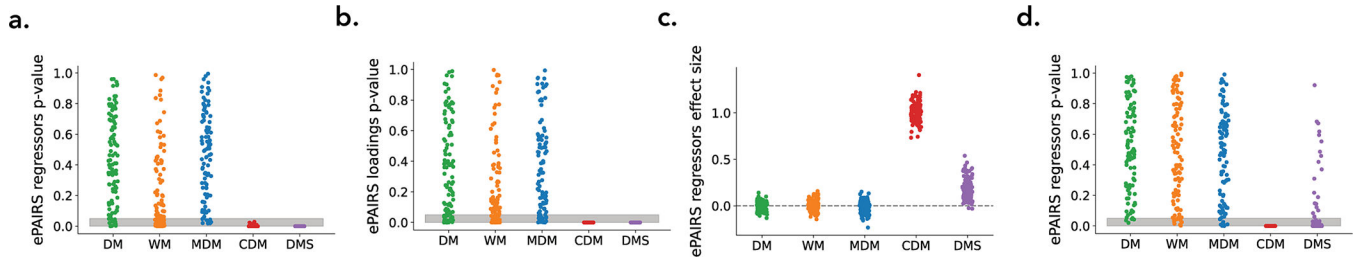 a.
ePAIRS regressors p-value
1.0
0.8
0.6
0.4
0.2
0.0
DM WM MDM CDM DMS
b.
ePAIRS loadings p-value
1.0
0.8
0.6
0.4
0.2
0.0
DM WM MDM CDM DMS
c.
ePAIRS regressors effect size
1.0
0.5
0.0
DM WM MDM CDM DMS
d.
ePAIRS regressors p-value
1.0
0.8
0.6
0.4
0.2
0.0
DM WM MDM CDM DMS